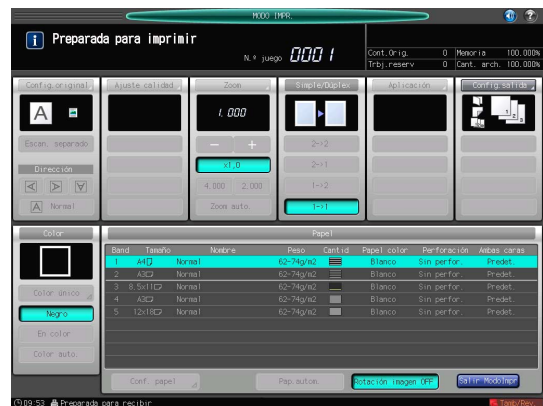 MODO IMPR.
Preparada para imprimir
N.º juego 0001
Cont.Orig. 0 Memoria 100.000%
Trbj.reserv 0 Cant. arch. 100.000%
Config.original Ajuste calidad Zoom Simple/Dúplex Aplicación Config.salida
A
1.000
Escan. separado
- +
2->2
Dirección
x1,0
2->1
4,000 2,000
1->2
Normal
Zoom auto.
1->1
Color
Papel
Band Tamaño Nombre Peso Cantid Papel color Perforación Ambas caras
1 A4 Normal 62-74g/m2 Blanco Sin perfor. Predet.
2 A3 Normal 62-74g/m2 Blanco Sin perfor. Predet.
3 8.5x11 Normal 62-74g/m2 Blanco Sin perfor. Predet.
4 A3 Normal 62-74g/m2 Blanco Sin perfor. Predet.
5 12x18 Normal 62-74g/m2 Blanco Sin perfor. Predet.
Color único
Negro
En color
Color auto.
Conf. papel Pap.autom. Rotación imagen OFF Salir ModoImpr
09:53 Preparada para recibir Tamb/Rev.